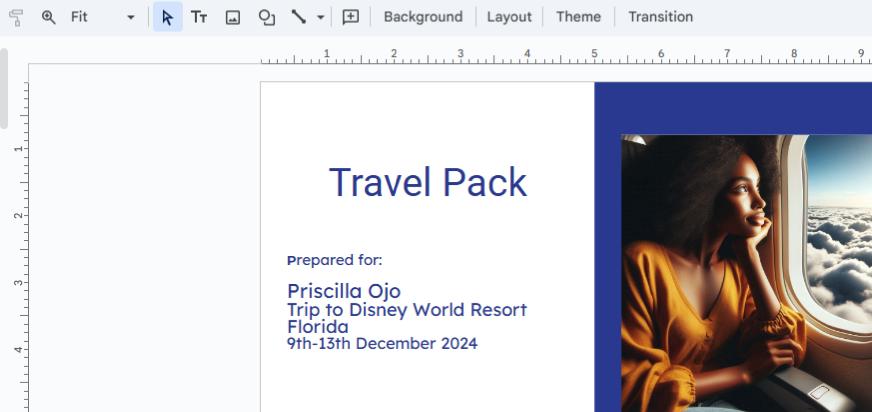 Fit
Background
Layout
Theme
Transition
1 2 3 4 5 6 7 8 9
1
2
3
4
Travel Pack
Prepared for:
Priscilla Ojo
Trip to Disney World Resort
Florida
9th-13th December 2024